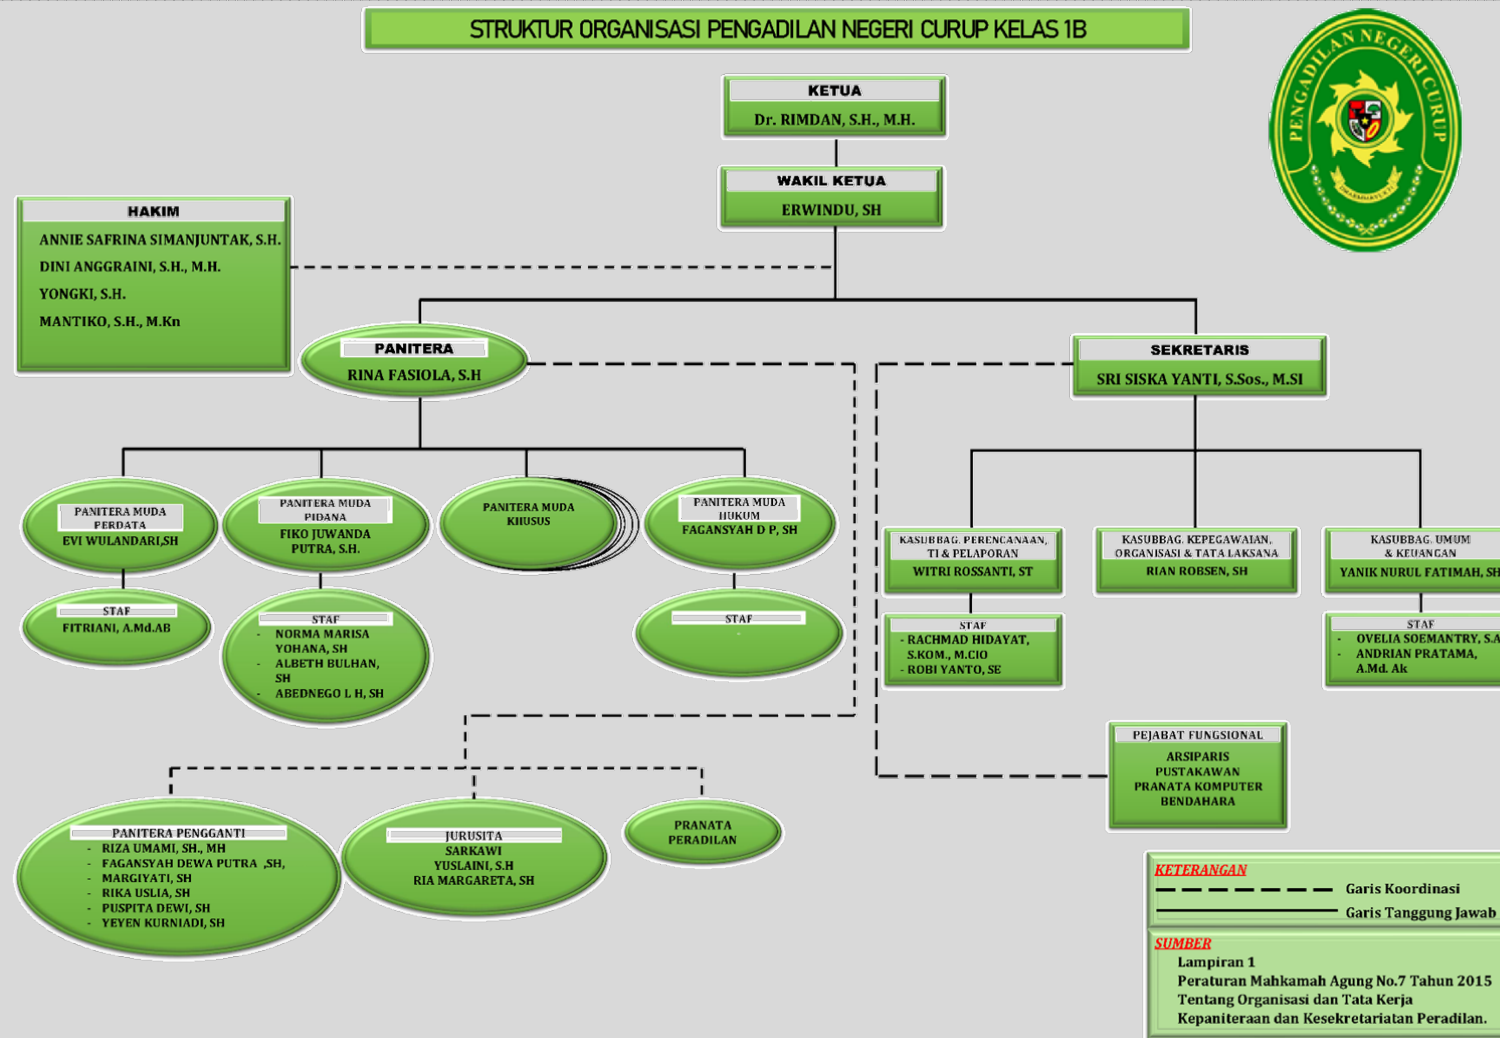 STRUKTUR ORGANISASI PENGADILAN NEGERI CURUP KELAS 1B
PENGADILAN NEGERI CURUP
KETUA
Dr. RIMDAN, S.H., M.H.
WAKIL KETUA
ERWINDU, SH
HAKIM
ANNIE SAFRINA SIMANJUNTAK, S.H.
DINI ANGGRAINI, S.H., M.H.
YONGKI, S.H.
MANTIKO, S.H., M.Kn
PANITERA
RINA FASIOLA, S.H
SEKRETARIS
SRI SISKA YANTI, S.Sos., M.SI
PANITERA MUDA
PERDATA
EVI WULANDARI,SH
PANITERA MUDA
PIDANA
FIKO JUWANDA
PUTRA, S.H.
PANITERA MUDA
KHUSUS
PANITERA MUDA
HUKUM
FAGANSYAH D P, SH
KASUBBAG. PERENCANAAN,
TI & PELAPORAN
WITRI ROSSANTI, ST
KASUBBAG. KEPEGAWAIAN,
ORGANISASI & TATA LAKSANA
RIAN ROBSEN, SH
KASUBBAG. UMUM
& KEUANGAN
YANIK NURUL FATIMAH, SH
STAF
FITRIANI, A.Md.AB
STAF
- NORMA MARISA
YOHANA, SH
- ALBETH BULHAN,
SH
- ABEDNEGO L H, SH
STAF
-
STAF
- RACHMAD HIDAYAT,
S.KOM., M.CIO
- ROBI YANTO, SE
STAF
- OVELIA SOEMANTRY, S.A
- ANDRIAN PRATAMA,
A.Md. Ak
PEJABAT FUNGSIONAL
ARSIPARIS
PUSTAKAWAN
PRANATA KOMPUTER
BENDAHARA
PANITERA PENGGANTI
- RIZA UMAMI, SH., MH
- FAGANSYAH DEWA PUTRA ,SH,
- MARGIYATI, SH
- RIKA USLIA, SH
- PUSPITA DEWI, SH
- YEYEN KURNIADI, SH
JURUSITA
SARKAWI
YUSLAINI, S.H
RIA MARGARETA, SH
PRANATA
PERADILAN
KETERANGAN
Garis Koordinasi
Garis Tanggung Jawab
SUMBER
Lampiran 1
Peraturan Mahkamah Agung No.7 Tahun 2015
Tentang Organisasi dan Tata Kerja
Kepaniteraan dan Kesekretariatan Peradilan.